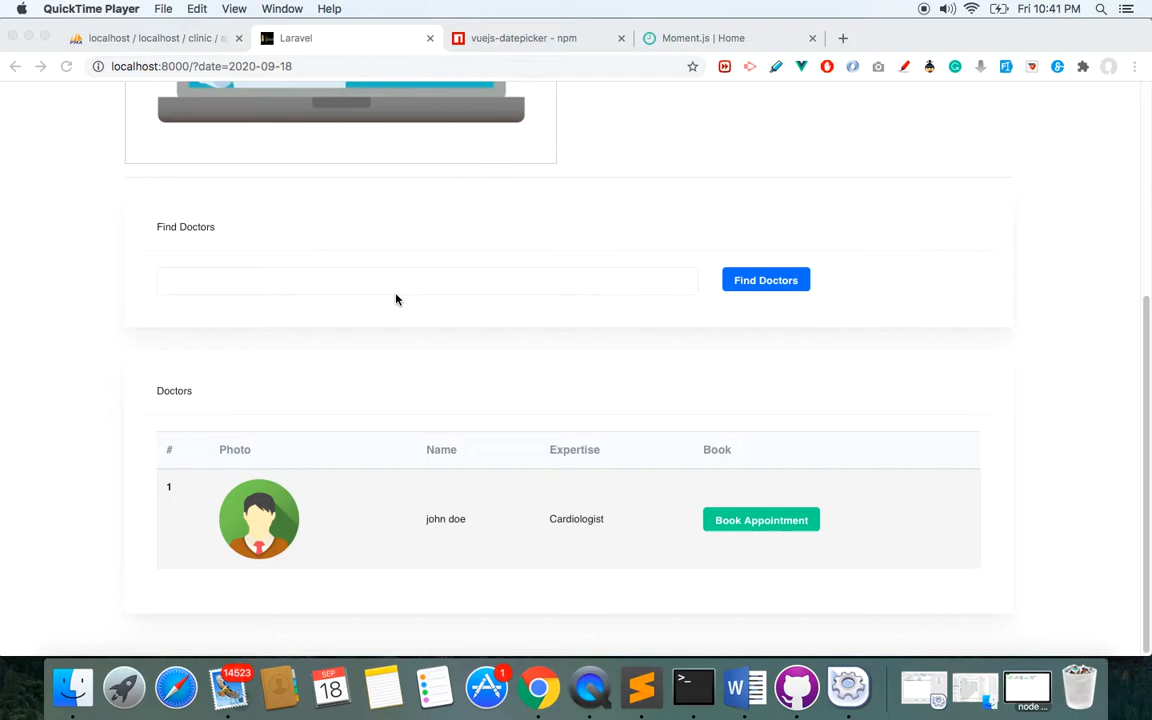 QuickTime Player File Edit View Window Help Fri 10:41 PM
localhost / localhost / clinic / a Laravel vuejs-datepicker - npm Moment.js | Home
localhost:8000/?date=2020-09-18
Find Doctors
Find Doctors
Doctors
# Photo Name Expertise Book
1
john doe Cardiologist Book Appointment
14523
SEP
18
1
>_
W
node ...